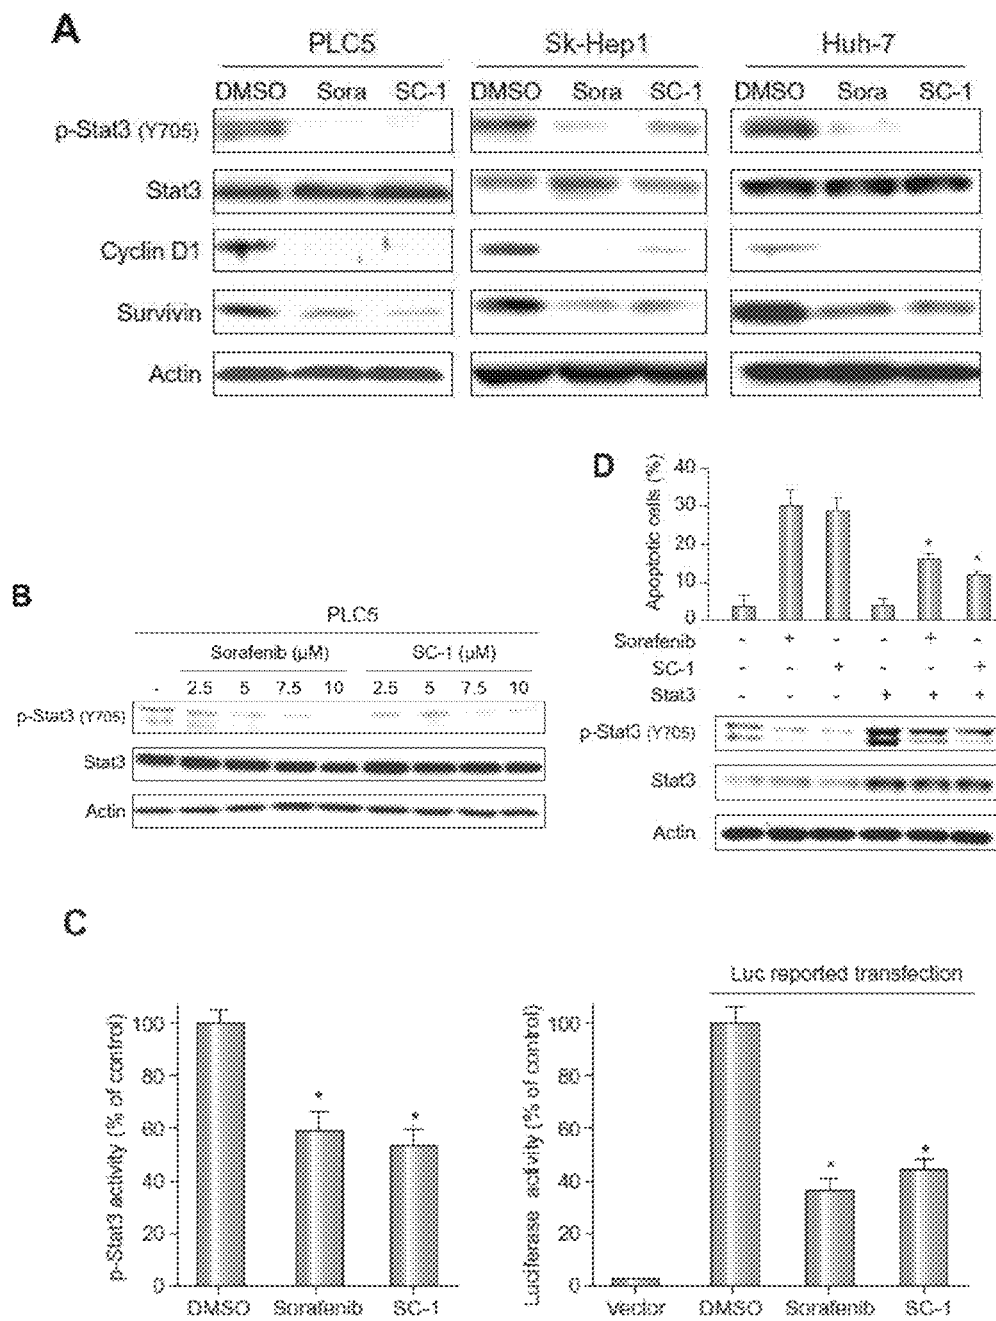 A
PLC5 Sk-Hep1 Huh-7
DMSO Sora SC-1 DMSO Sora SC-1 DMSO Sora SC-1
p-Stat3 (Y705)
Stat3
Cyclin D1
Survivin
Actin
B
PLC5
Sorafenib (μM) SC-1 (μM)
- 2.5 5 7.5 10 2.5 5 7.5 10
p-Stat3 (Y705)
Stat3
Actin
D
Apoptotic cells (%)
40
30
20
10
0
* *
Sorafenib - + - - + -
SC-1 - - + - - +
Stat3 - - - + + +
p-Stat3 (Y705)
Stat3
Actin
C
p-Stat3 activity (% of control)
100
80
60
40
20
0
* *
DMSO Sorafenib SC-1
Luc reported transfection
Luciferase activity (% of control)
100
80
60
40
20
0
* *
Vector DMSO Sorafenib SC-1